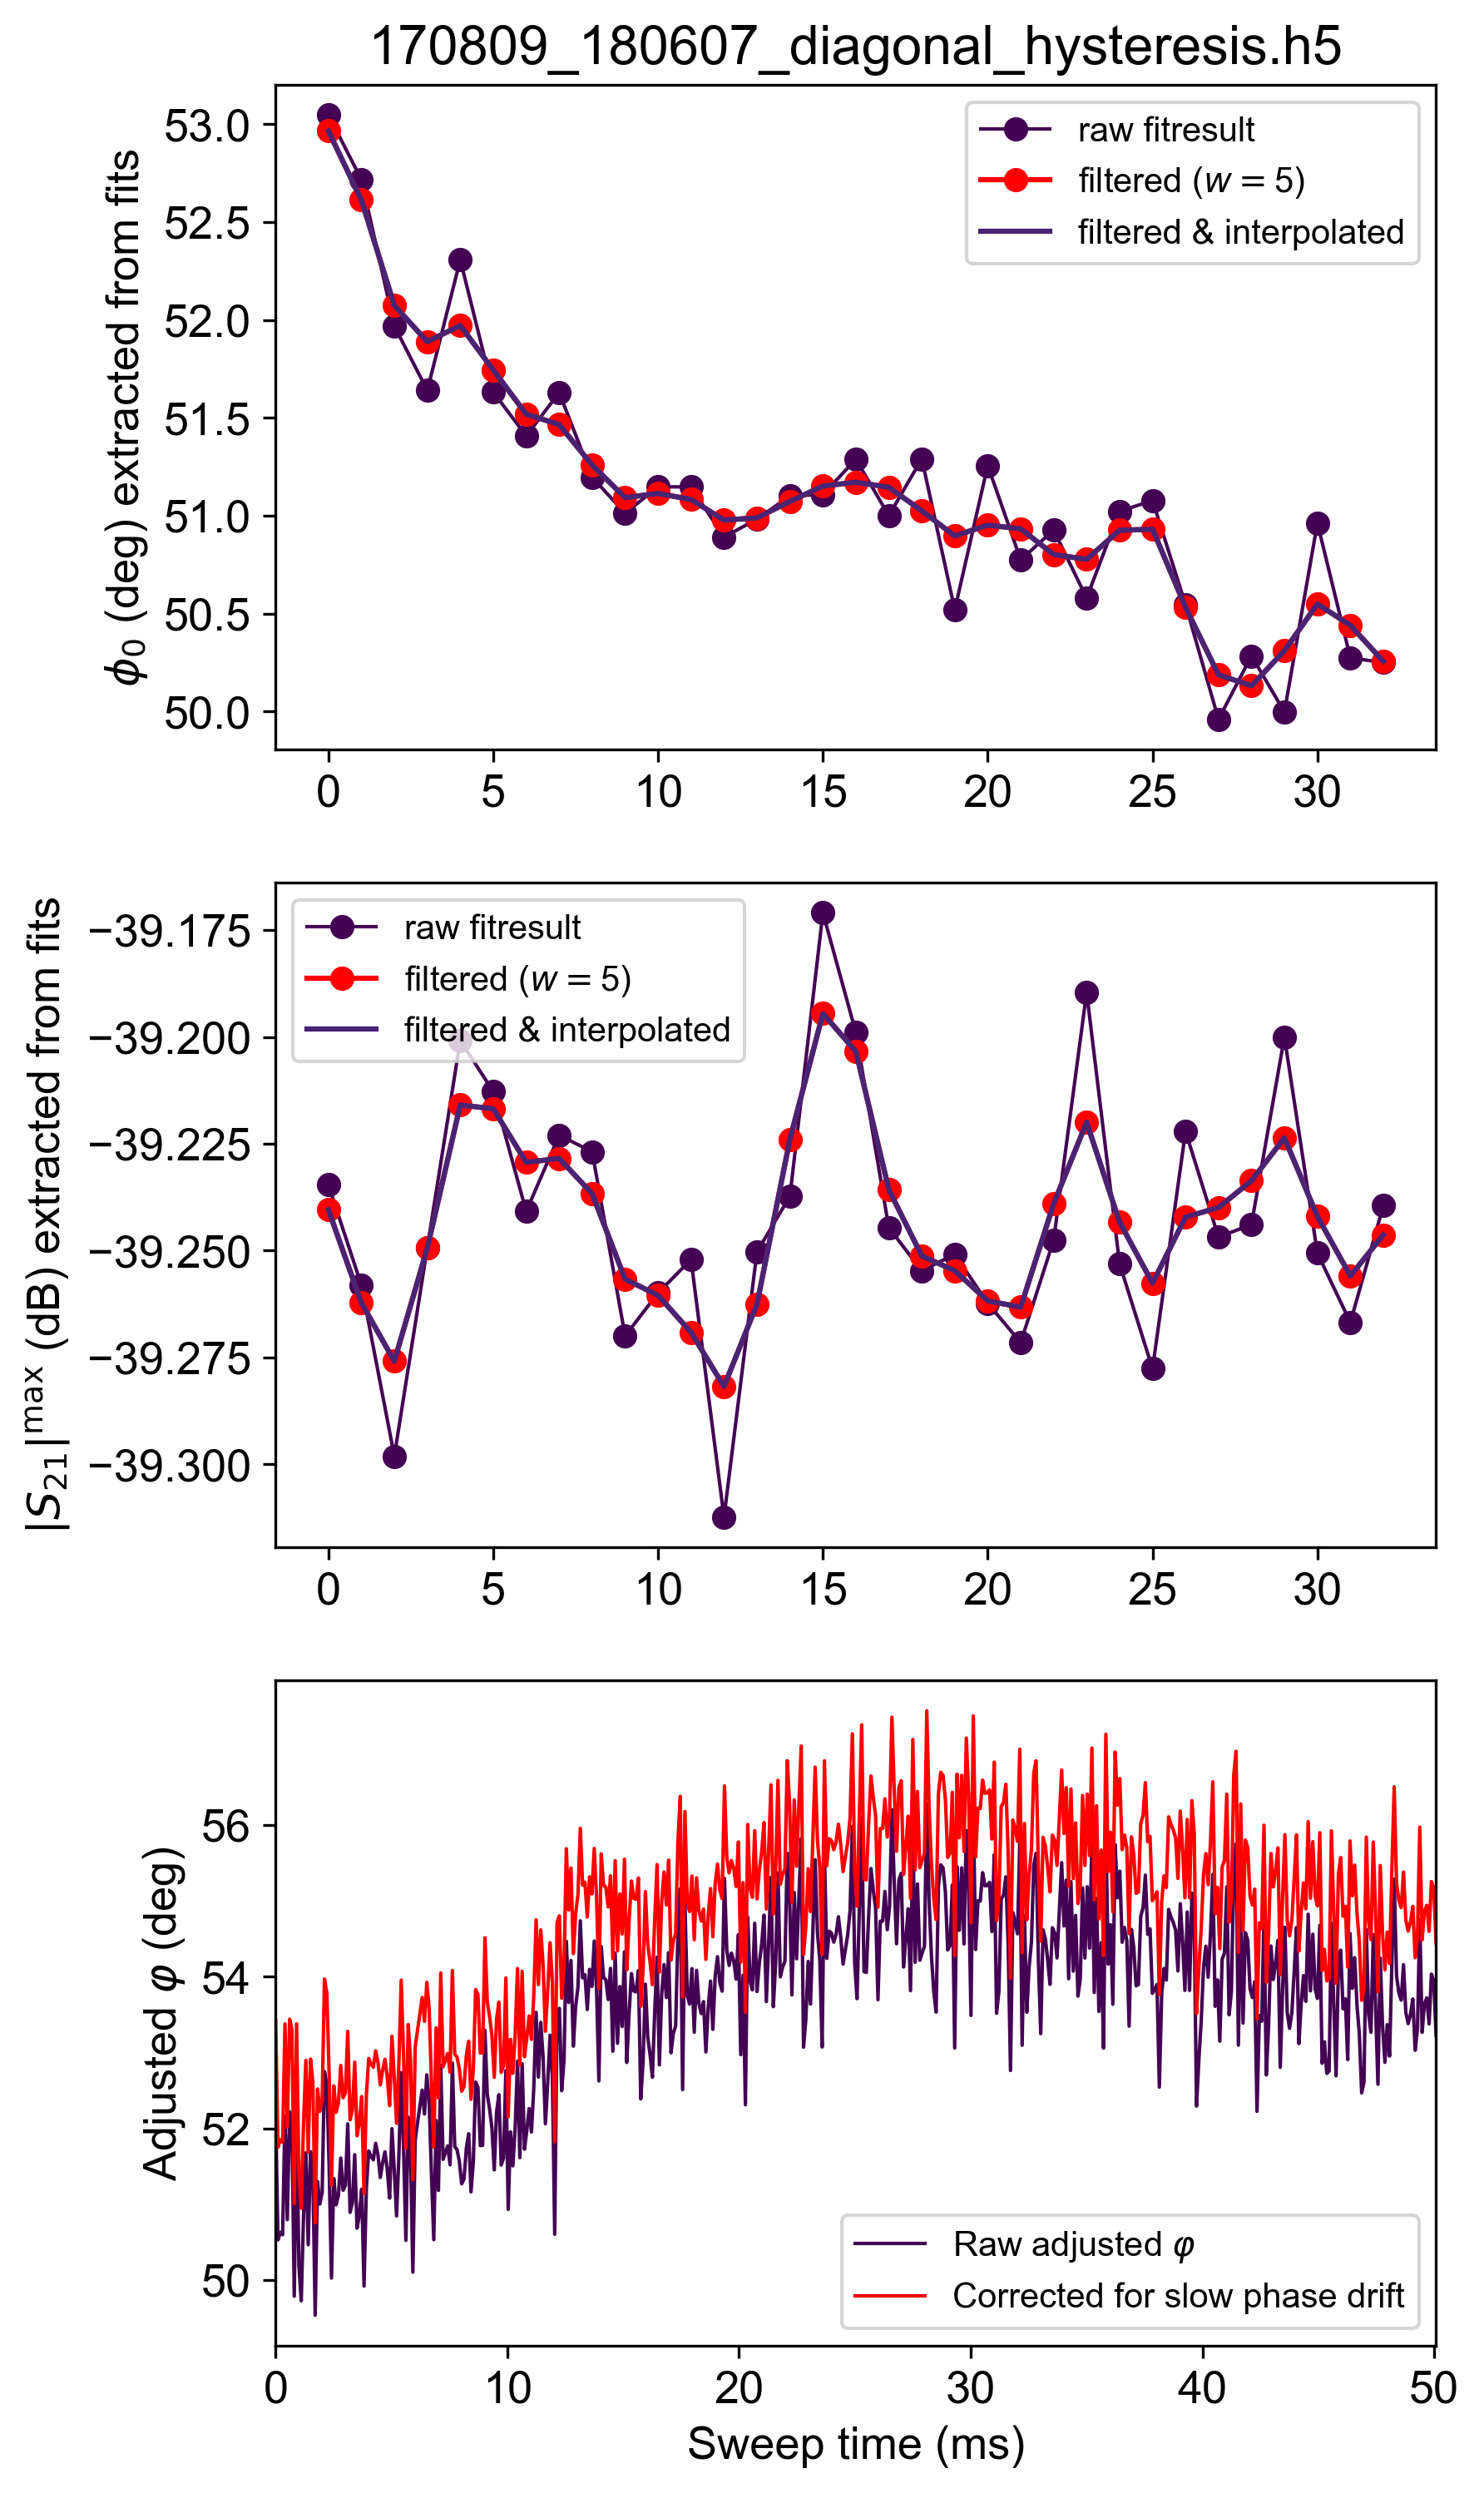 170809_180607_diagonal_hysteresis.h5
ϕ₀ (deg) extracted from fits
53.0
52.5
52.0
51.5
51.0
50.5
50.0
raw fitresult
filtered (w = 5)
filtered & interpolated
0 5 10 15 20 25 30
|S₂₁|ᵐᵃˣ (dB) extracted from fits
−39.175
−39.200
−39.225
−39.250
−39.275
−39.300
raw fitresult
filtered (w = 5)
filtered & interpolated
0 5 10 15 20 25 30
Adjusted φ (deg)
56
54
52
50
Raw adjusted φ
Corrected for slow phase drift
0 10 20 30 40 50
Sweep time (ms)